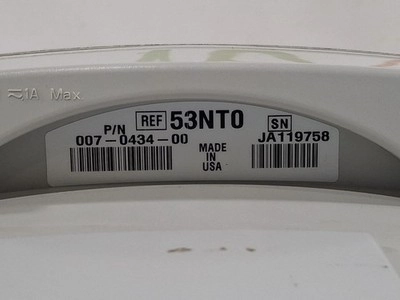 ⎓1A Max
P/N REF 53NT0 SN
007-0434-00 MADE IN USA JA119758